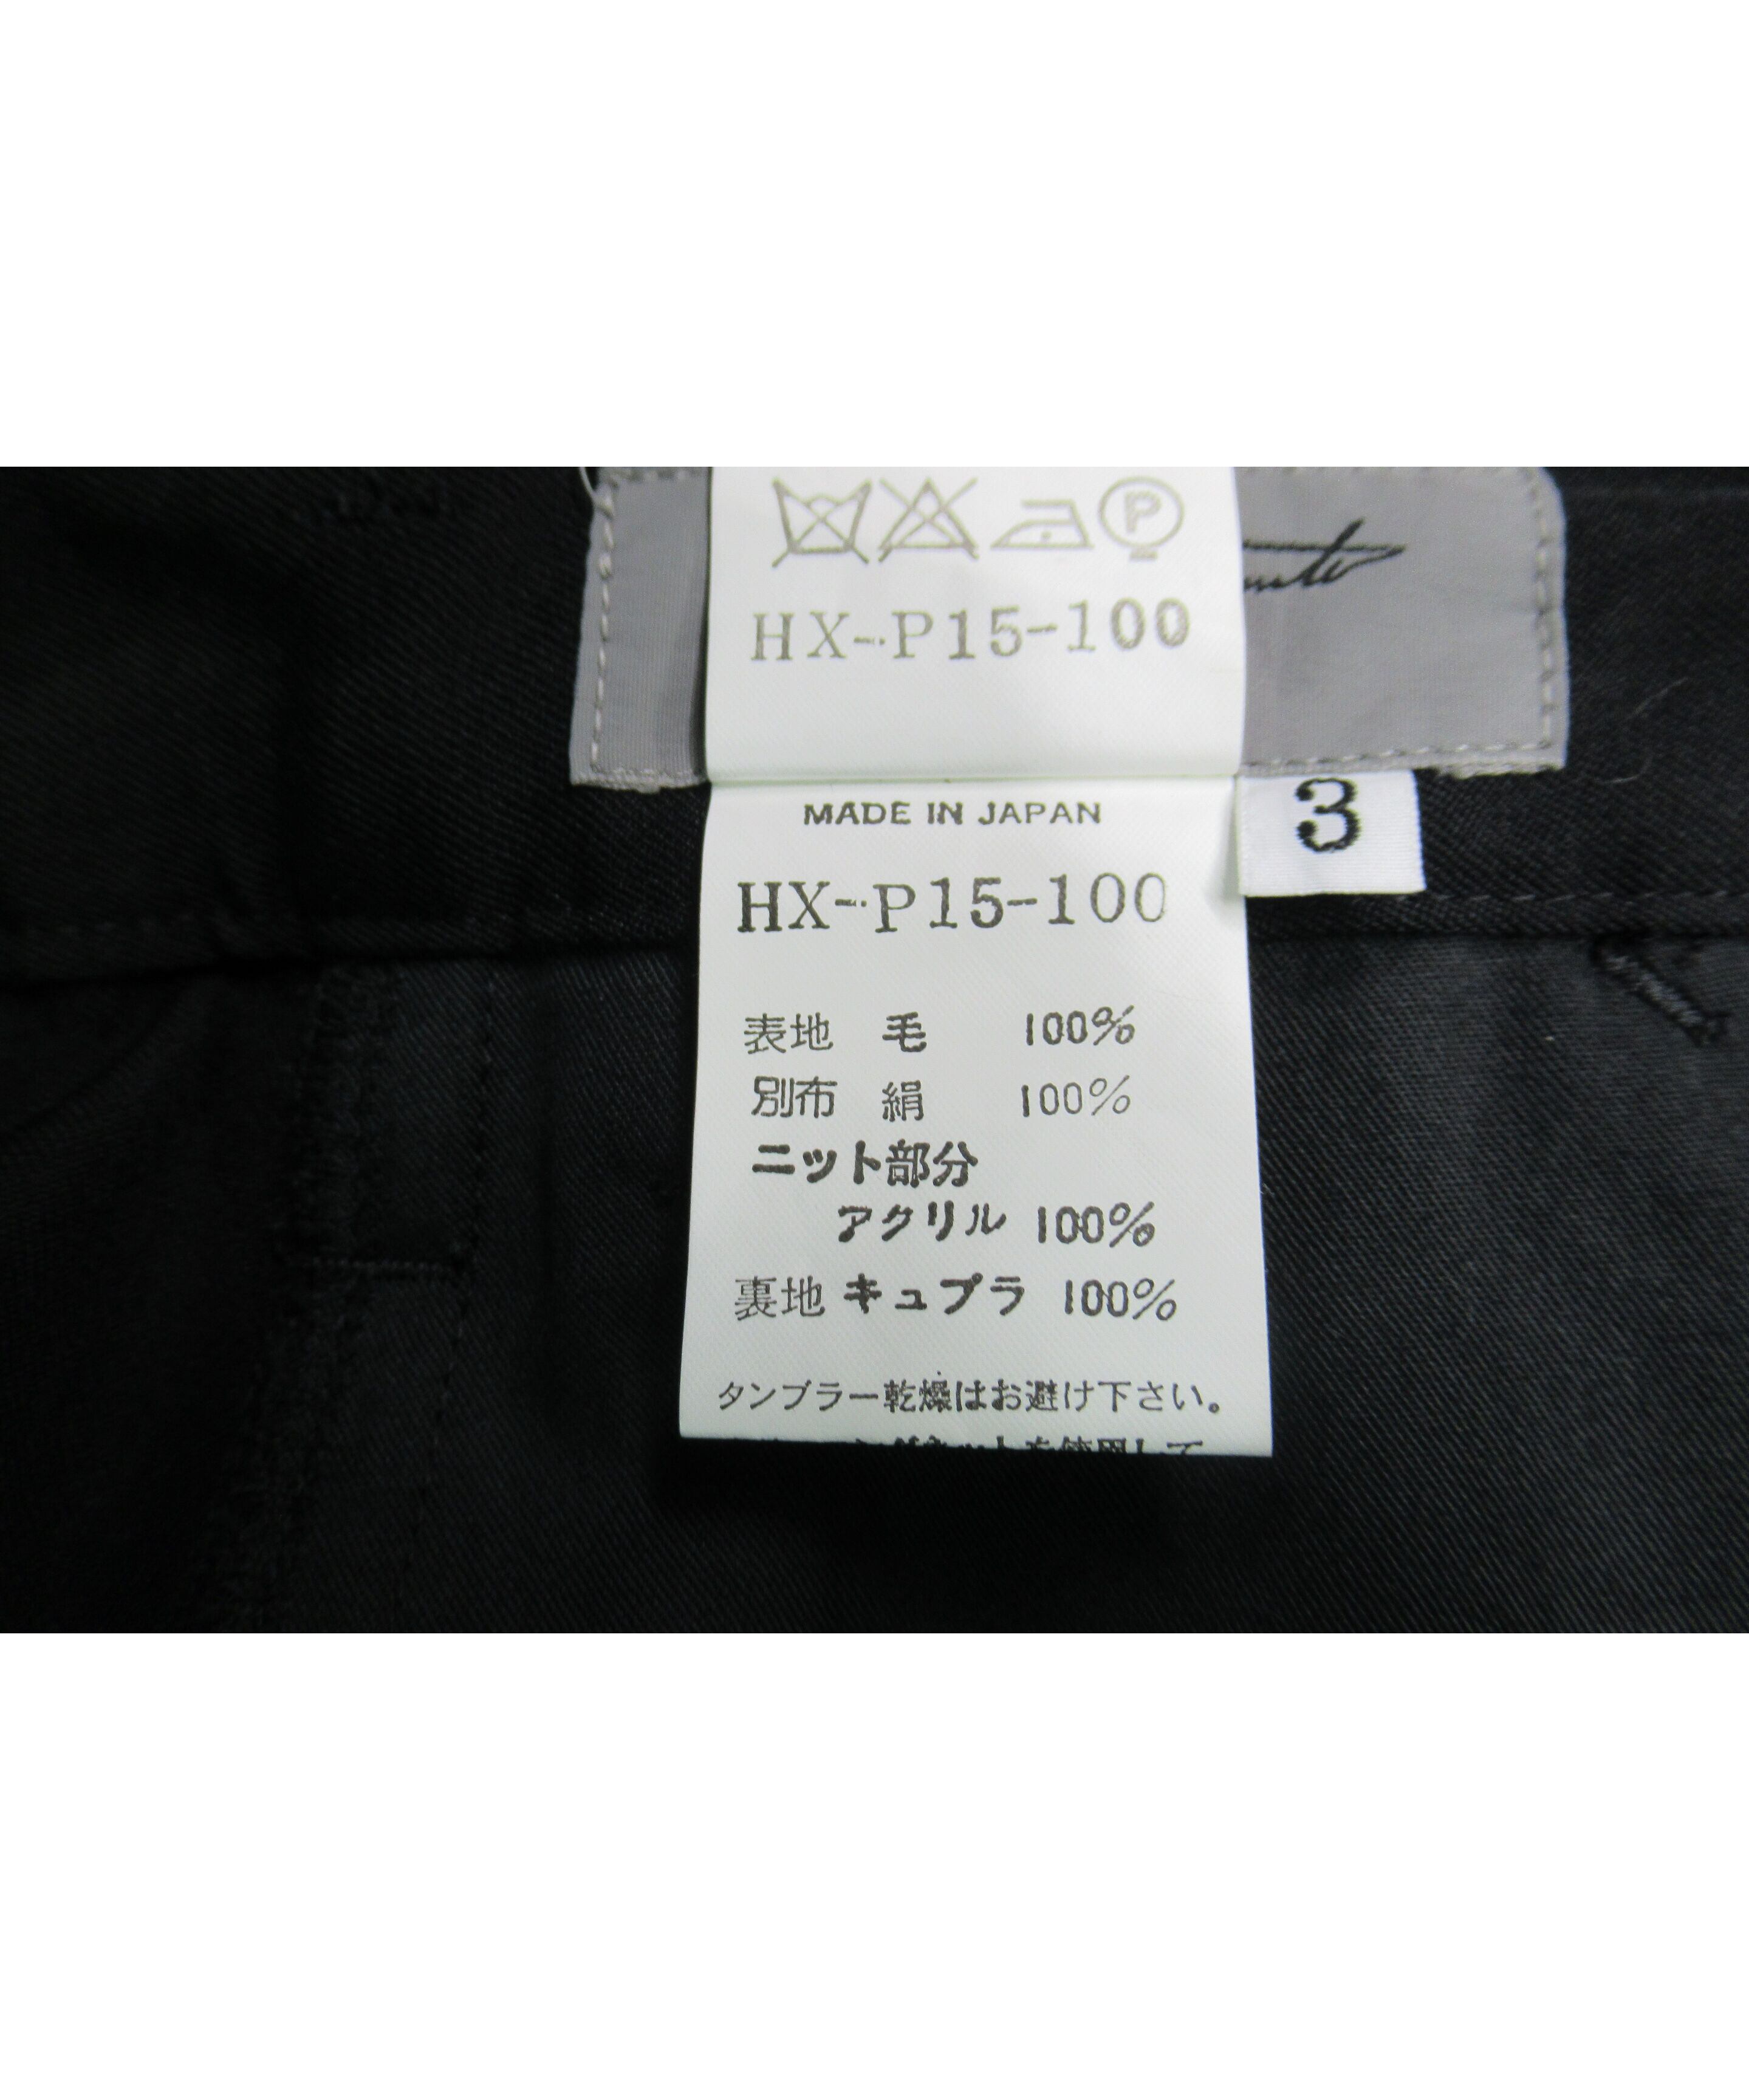 P
HX-P15-100
MADE IN JAPAN
3
HX-P15-100
表地 毛 100%
別布 絹 100%
ニット部分
アクリル 100%
裏地 キュプラ 100%
タンブラー乾燥はお避け下さい。